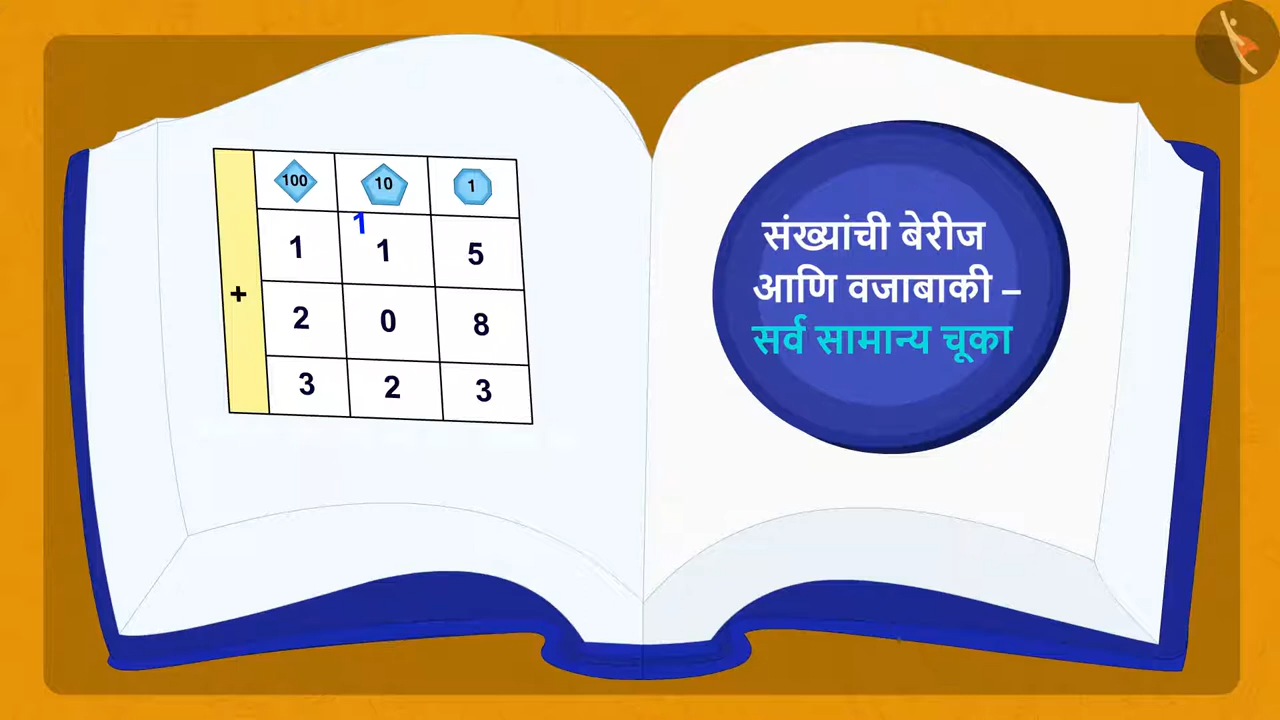 100 10 1
1
1 1 5
+
2 0 8
3 2 3
संख्यांची बेरीज
आणि वजाबाकी –
सर्व सामान्य चूका